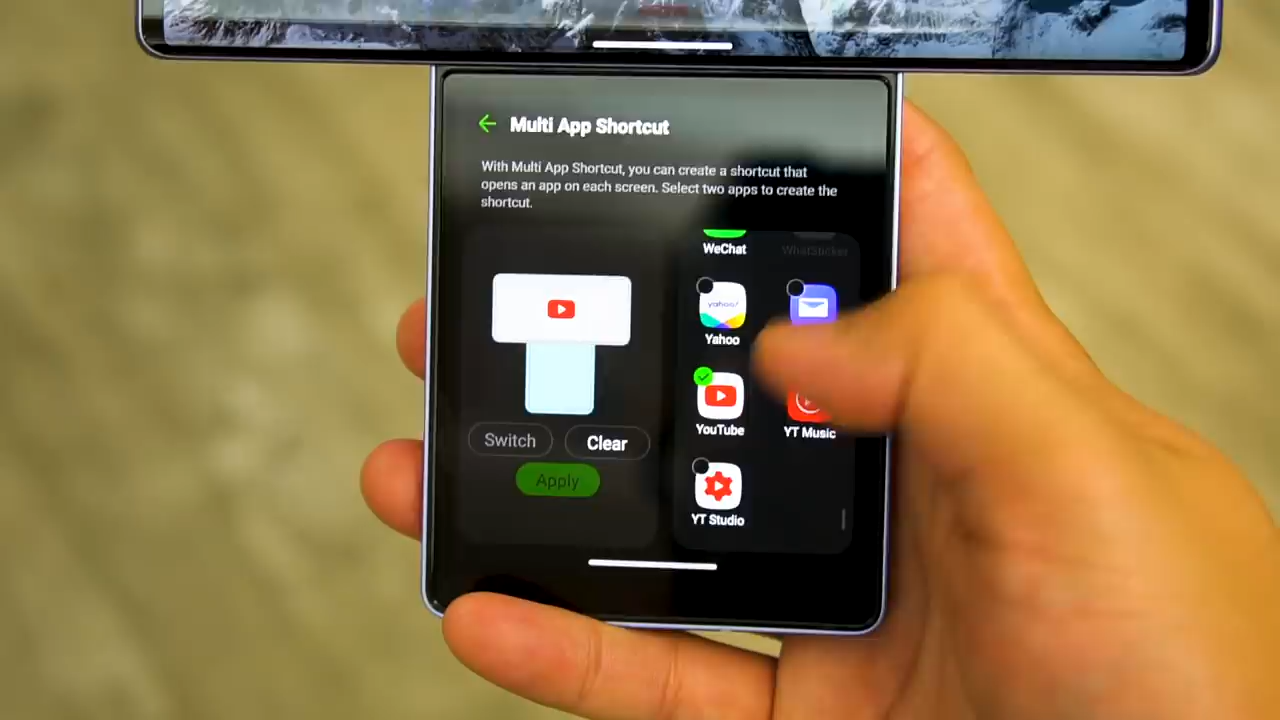 Multi App Shortcut
With Multi App Shortcut, you can create a shortcut that
opens an app on each screen. Select two apps to create the
shortcut.
WeChat
WhatSticker
yahoo!
Yahoo
YouTube
YT Music
YT Studio
Switch
Clear
Apply